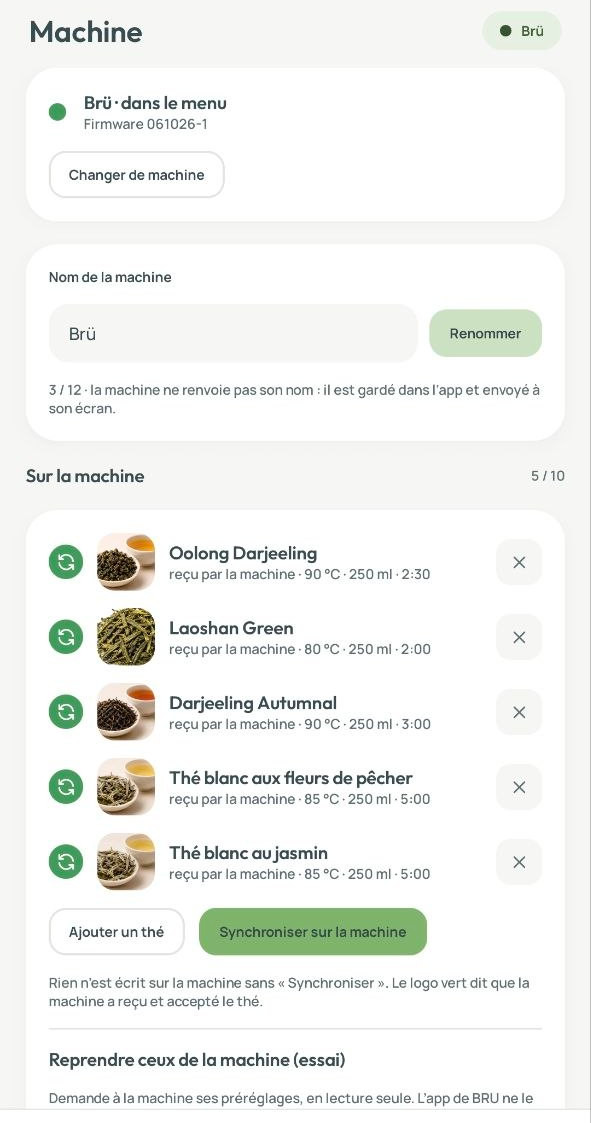 Machine
Brü
Brü · dans le menu
Firmware 061026-1
Changer de machine
Nom de la machine
Brü
Renommer
3 / 12 · la machine ne renvoie pas son nom : il est gardé dans l'app et envoyé à
son écran.
Sur la machine
5 / 10
Oolong Darjeeling
reçu par la machine · 90 °C · 250 ml · 2:30
Laoshan Green
reçu par la machine · 80 °C · 250 ml · 2:00
Darjeeling Autumnal
reçu par la machine · 90 °C · 250 ml · 3:00
Thé blanc aux fleurs de pêcher
reçu par la machine · 85 °C · 250 ml · 5:00
Thé blanc au jasmin
reçu par la machine · 85 °C · 250 ml · 5:00
Ajouter un thé
Synchroniser sur la machine
Rien n'est écrit sur la machine sans « Synchroniser ». Le logo vert dit que la
machine a reçu et accepté le thé.
Reprendre ceux de la machine (essai)
Demande à la machine ses préréglages, en lecture seule. L'app de BRU ne le